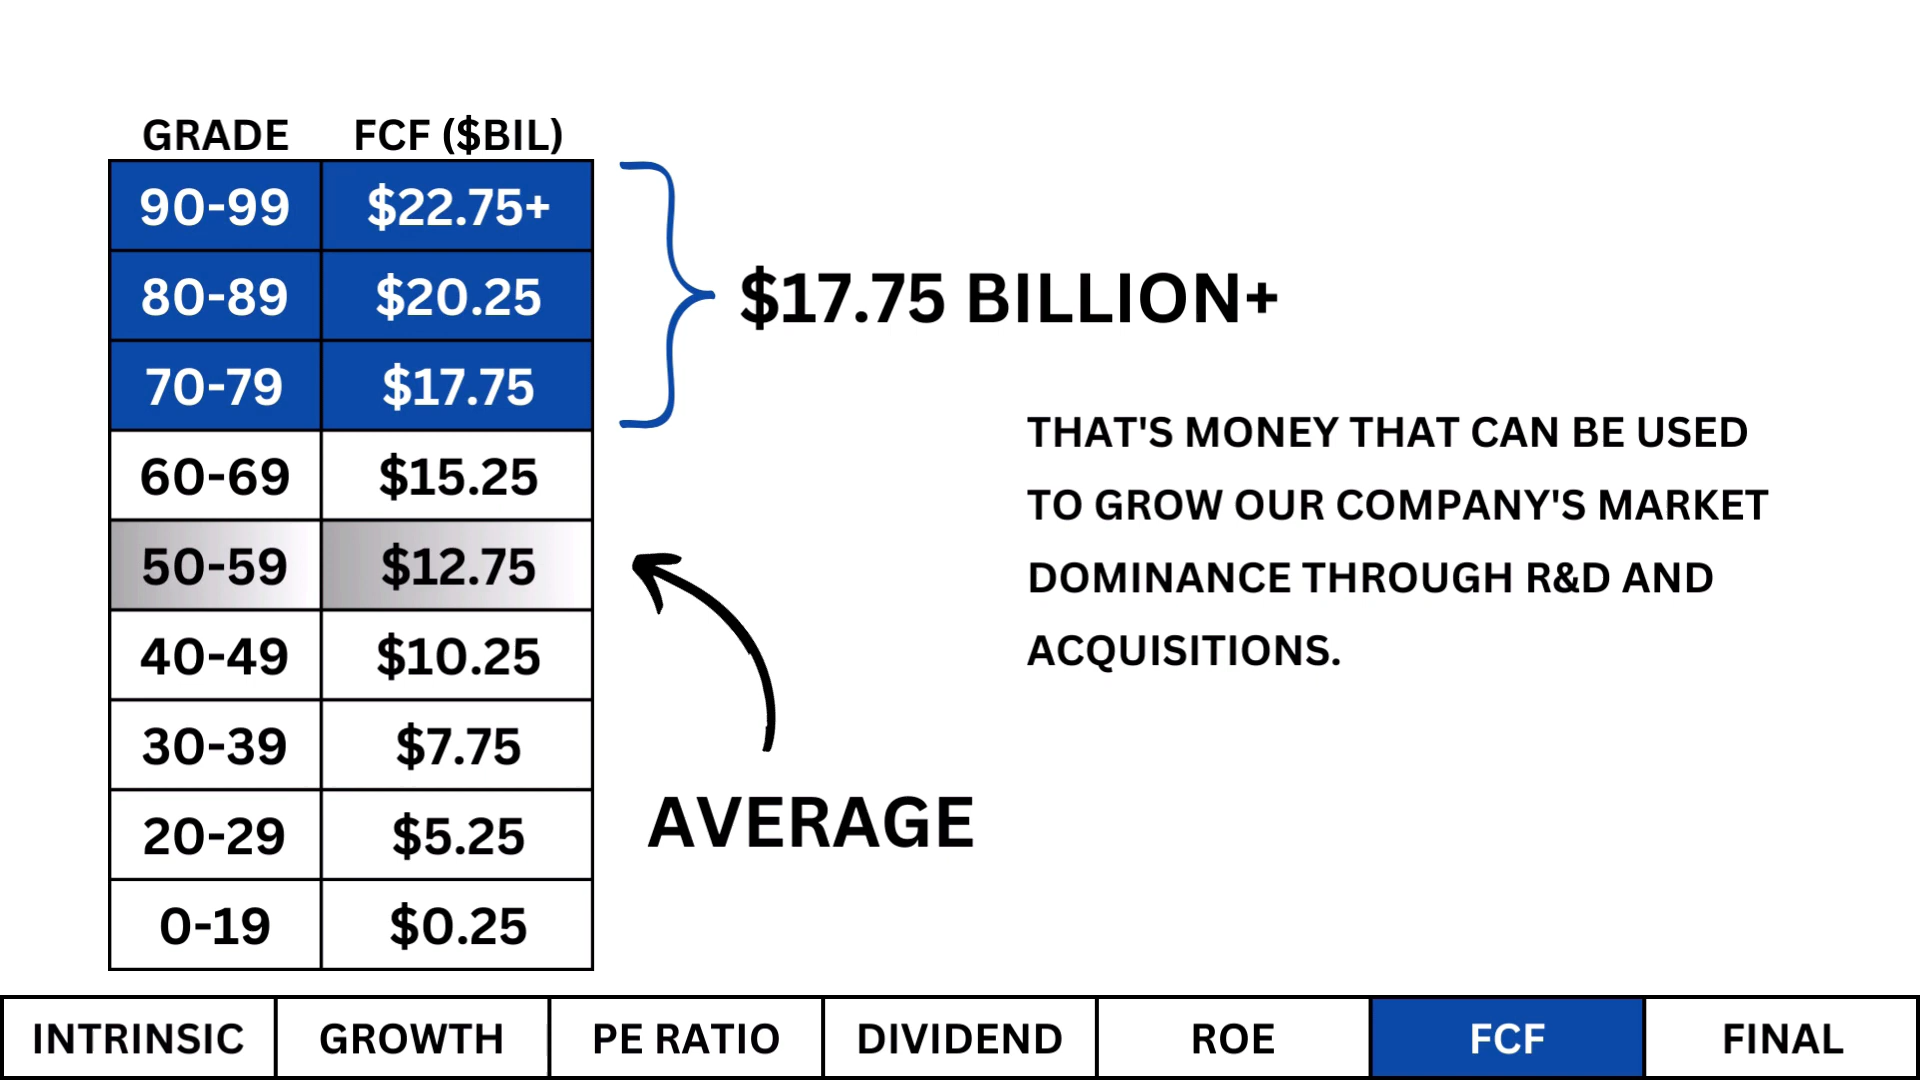 GRADE FCF ($BIL)
90-99 $22.75+
80-89 $20.25
70-79 $17.75
60-69 $15.25
50-59 $12.75
40-49 $10.25
30-39 $7.75
20-29 $5.25
0-19 $0.25
$17.75 BILLION+
THAT'S MONEY THAT CAN BE USED
TO GROW OUR COMPANY'S MARKET
DOMINANCE THROUGH R&D AND
ACQUISITIONS.
AVERAGE
INTRINSIC GROWTH PE RATIO DIVIDEND ROE FCF FINAL